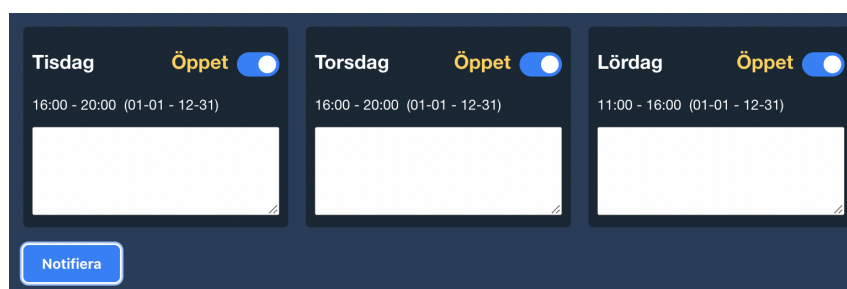 Tisdag Öppet
16:00 - 20:00 (01-01 - 12-31)
Torsdag Öppet
16:00 - 20:00 (01-01 - 12-31)
Lördag Öppet
11:00 - 16:00 (01-01 - 12-31)
Notifiera